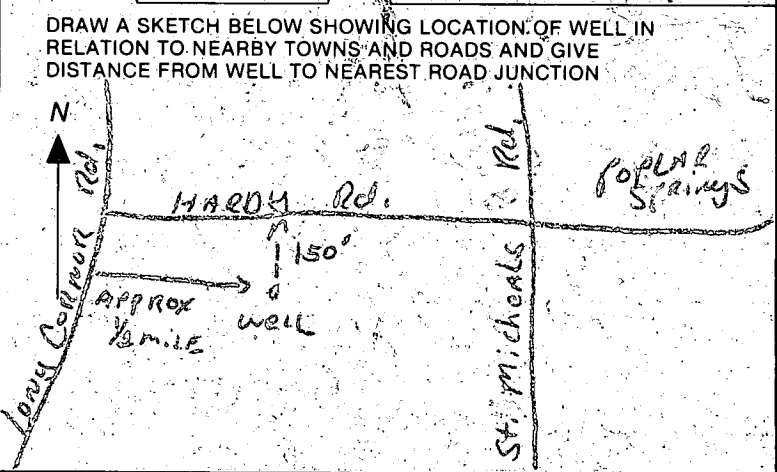 DRAW A SKETCH BELOW SHOWING LOCATION OF WELL IN
RELATION TO NEARBY TOWNS AND ROADS AND GIVE
DISTANCE FROM WELL TO NEAREST ROAD JUNCTION
N
Long Corner Rd.
HARDY Rd.
St. Micheals Rd.
POPLAR
SPRINGS
150'
APPROX
1/2 MILE
Well